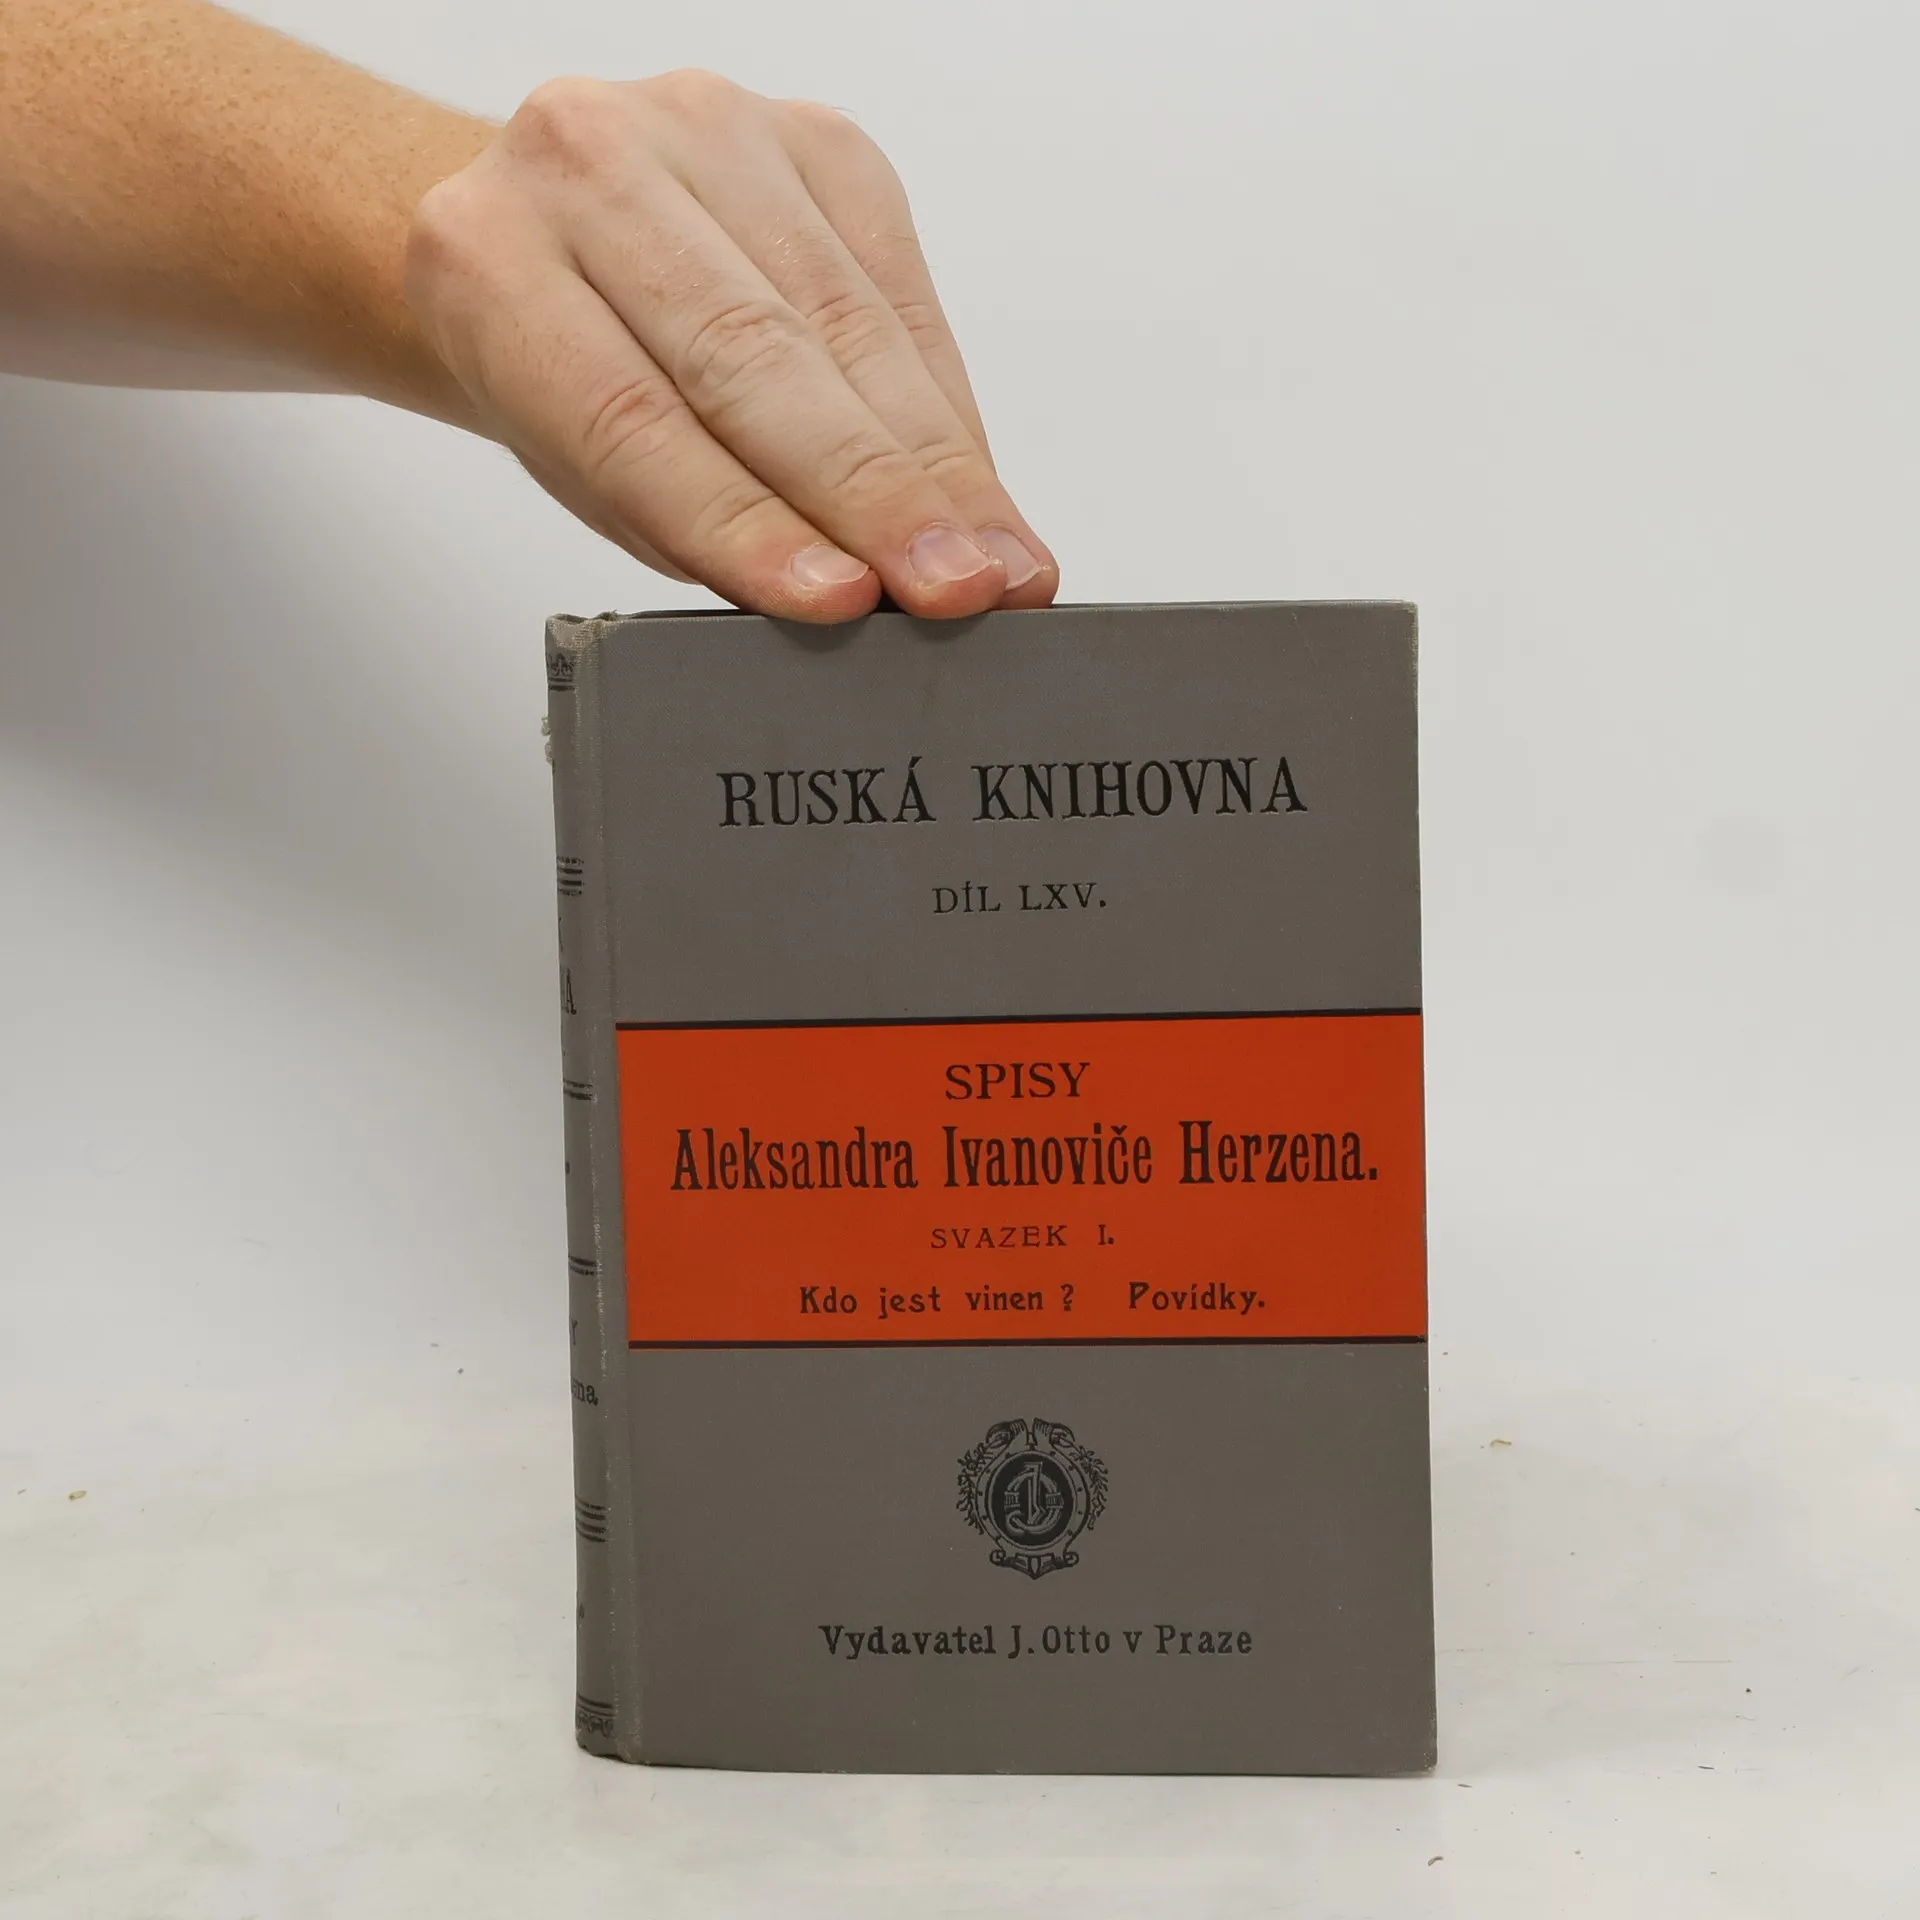 RUSKÁ KNIHOVNA
DÍL LXV.
SPISY
Aleksandra Ivanoviče Herzena.
SVAZEK I.
Kdo jest vinen? Povídky.
Vydavatel J. Otto v Praze